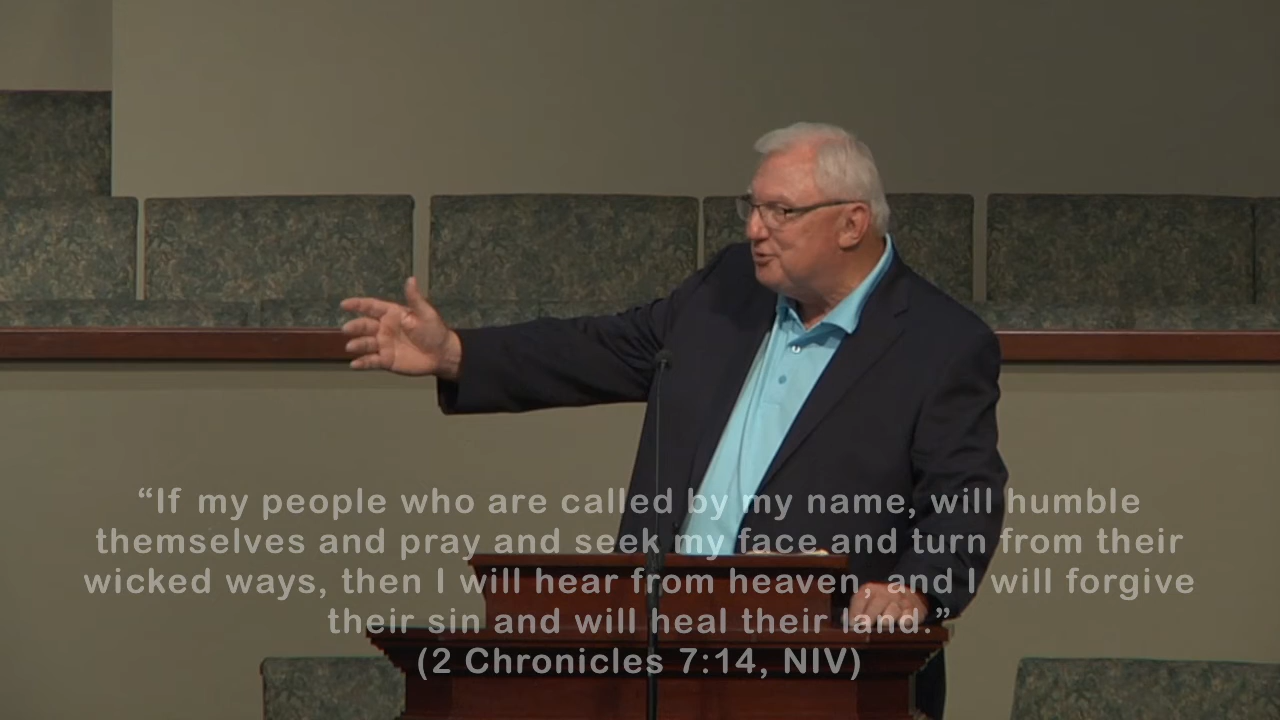 “If my people who are called by my name, will humble
themselves and pray and seek my face and turn from their
wicked ways, then I will hear from heaven, and I will forgive
their sin and will heal their land.”
(2 Chronicles 7:14, NIV)